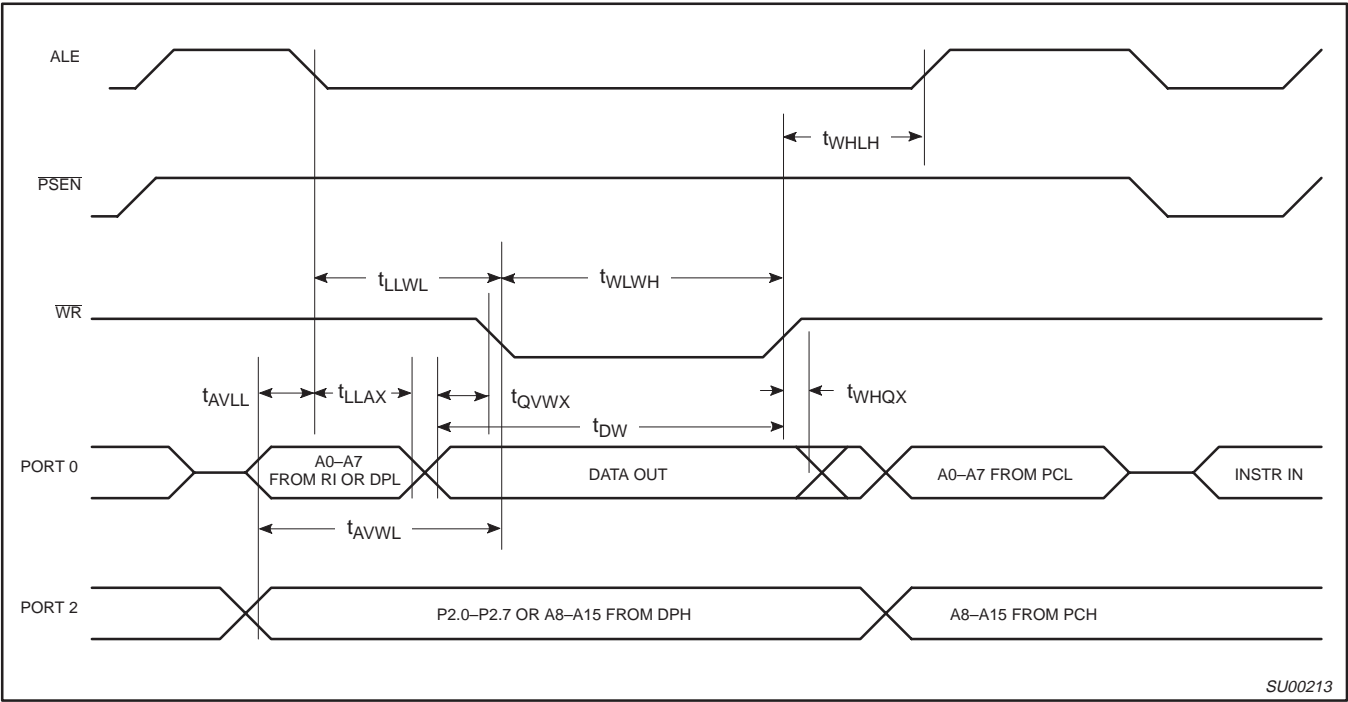 ALE
tWHLH
PSEN
tLLWL
tWLWH
WR
tAVLL
tLLAX
tQVWX
tWHQX
tDW
PORT 0
A0–A7
FROM RI OR DPL
DATA OUT
A0–A7 FROM PCL
INSTR IN
tAVWL
PORT 2
P2.0–P2.7 OR A8–A15 FROM DPH
A8–A15 FROM PCH
SU00213